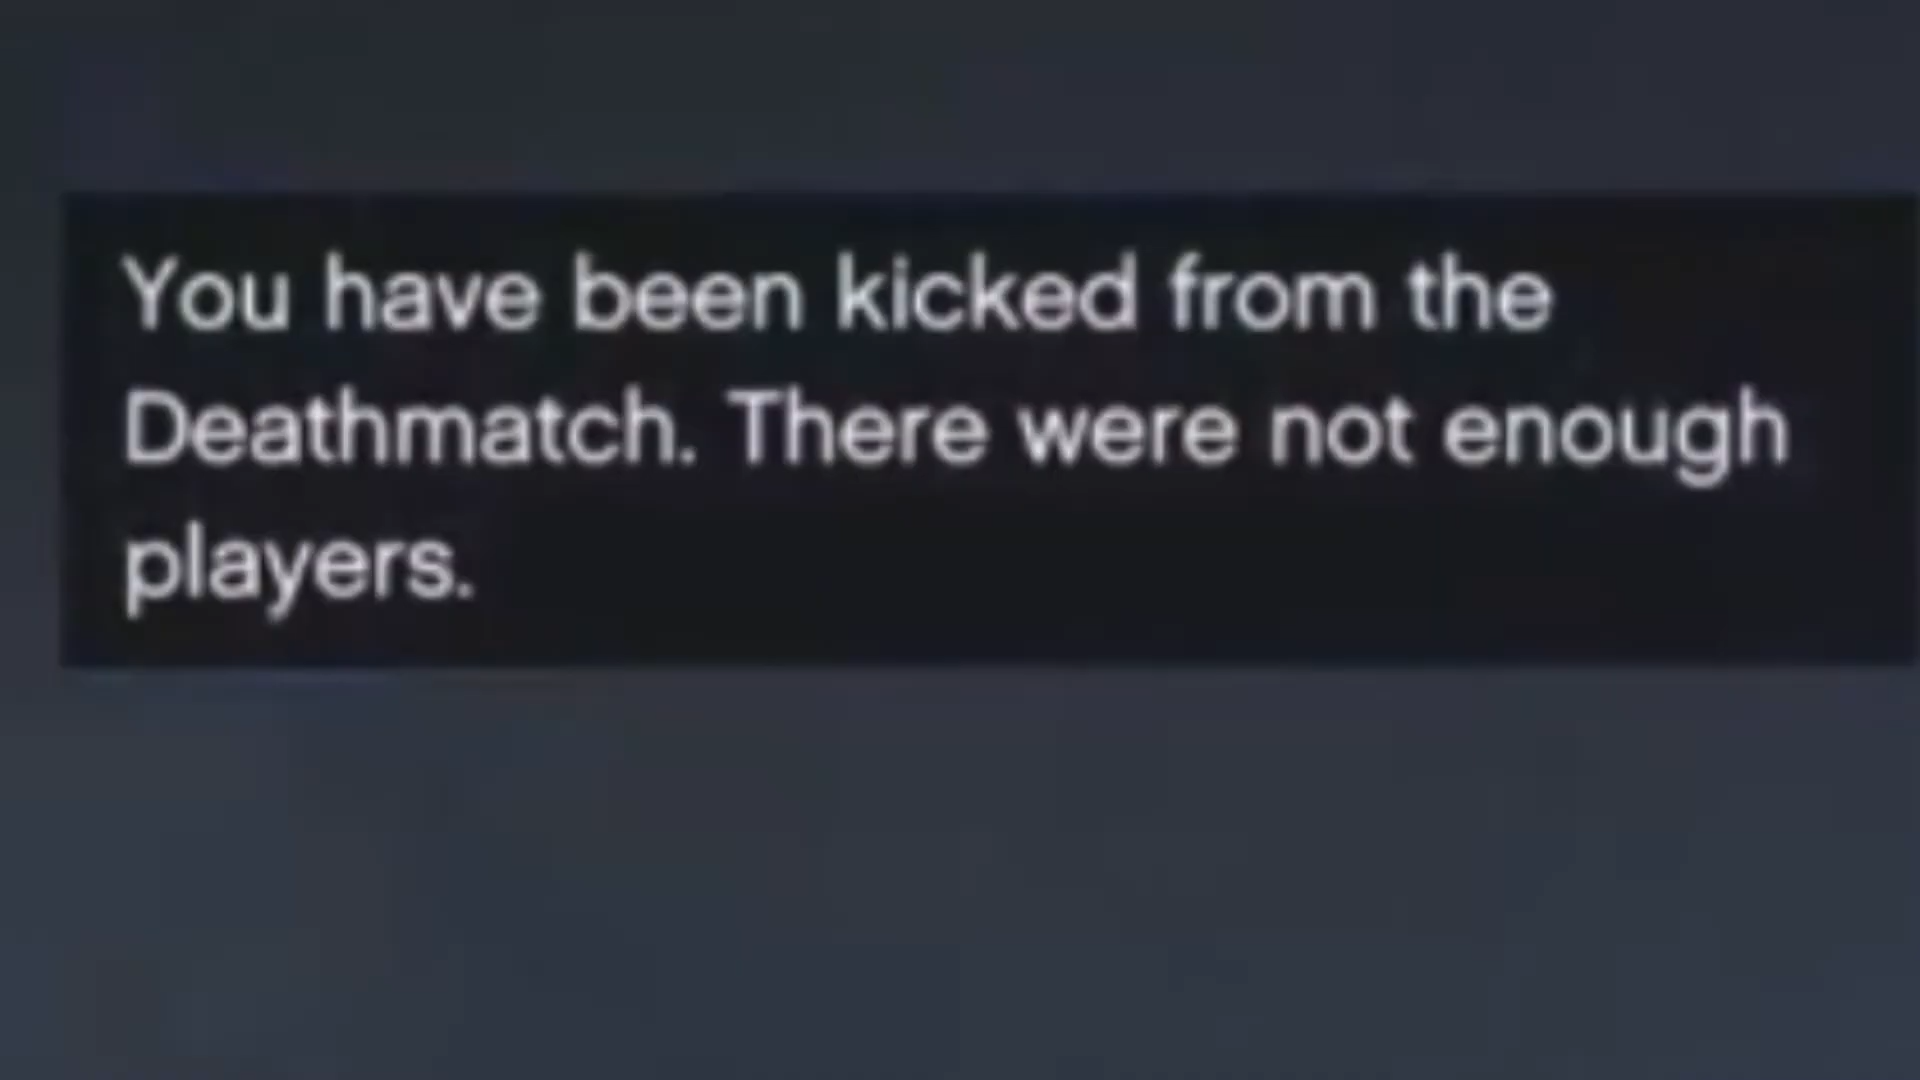 You have been kicked from the
Deathmatch. There were not enough
players.